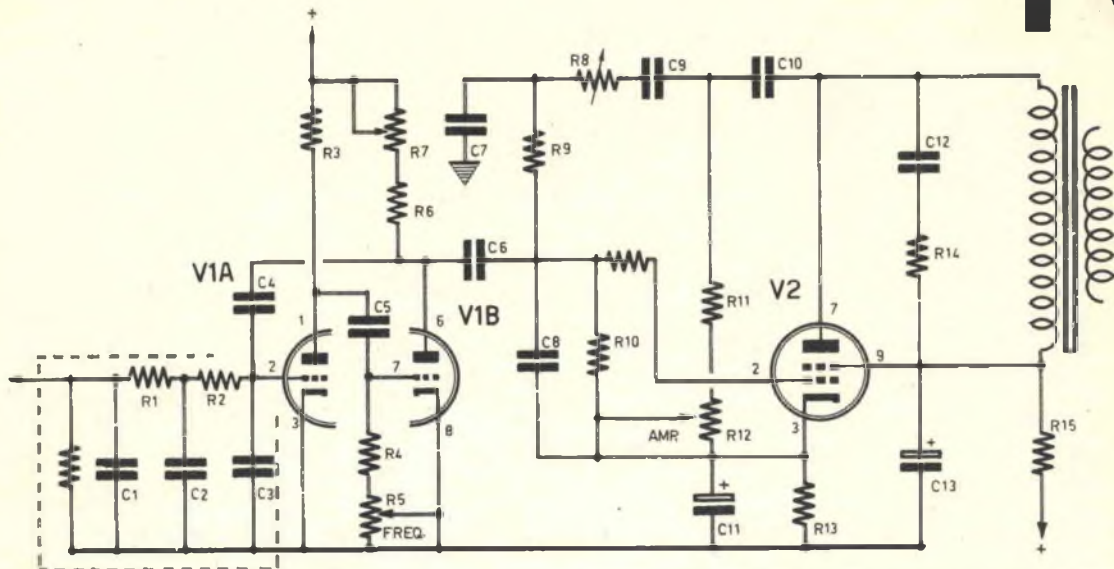 +
R8
C9
C10
R3
R7
C7
R9
C12
R6
R14
V1A
C4
C6
V1B
C5
R11
V2
1
6
7
C8
R10
2
7
2
9
3
8
3
R1
R2
R4
AMR
R12
R15
C1
C2
C3
R5
FREQ.
+
C11
R13
+
C13
+